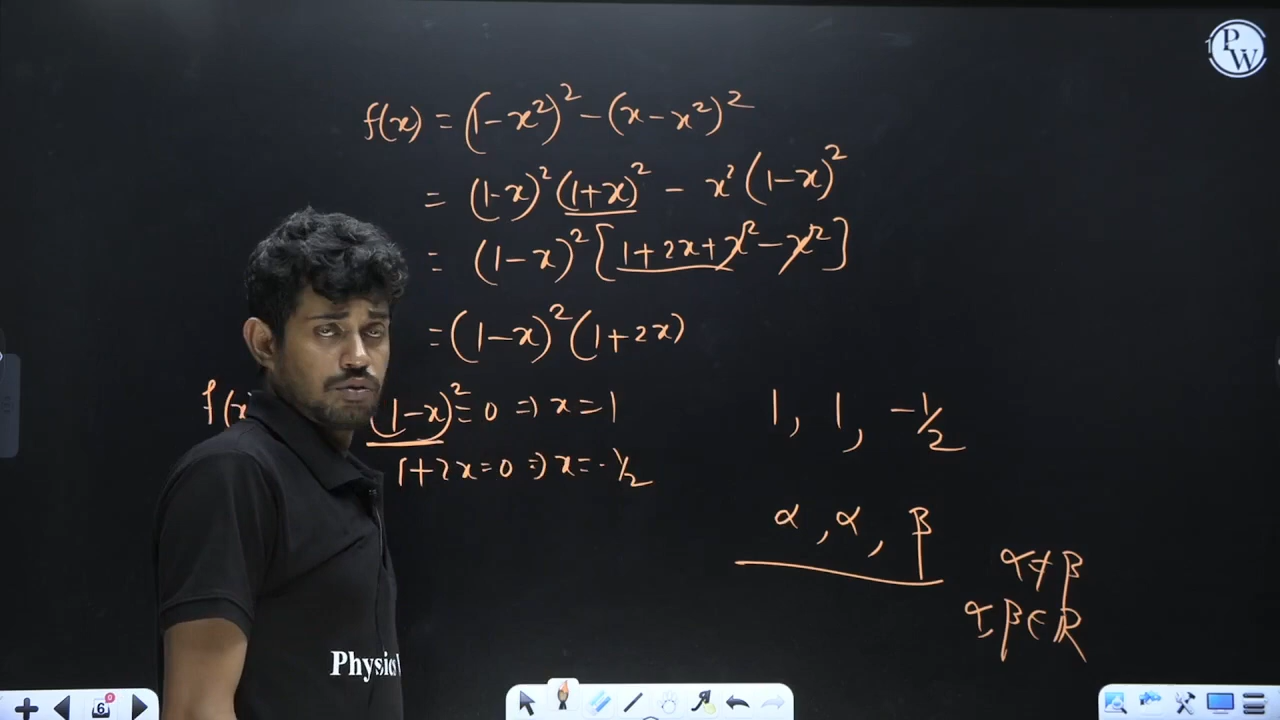 PW
f(x) = (1-x²)² - (x-x²)²
= (1-x)² (1+x)² - x² (1-x)²
= (1-x)² [1+2x+x²-x²]
= (1-x)² (1+2x)
f(x (1-x)² = 0 ⇒ x = 1
1+2x=0 ⇒ x = -1/2
1, 1, -1/2
α, α, β
α≠β
α, β ∈ R
Physics
6